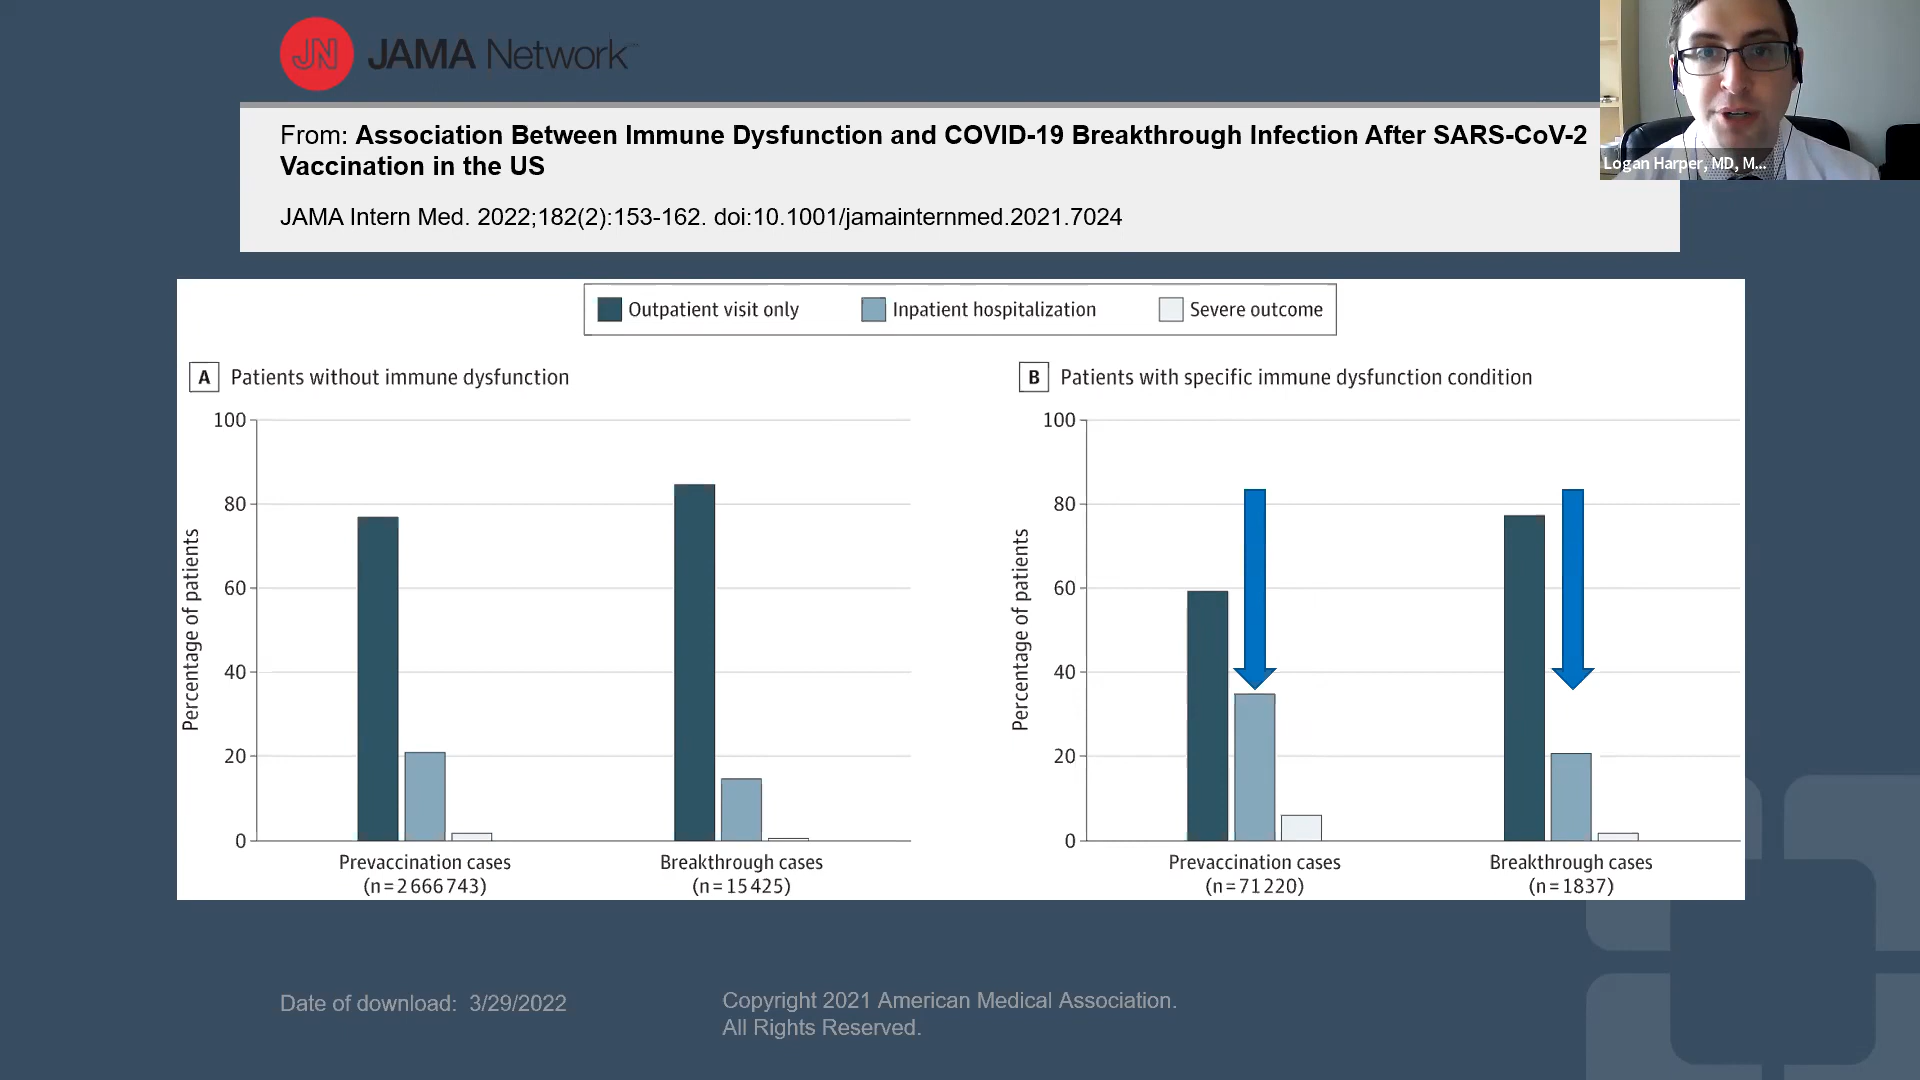 JN JAMA Network
From: Association Between Immune Dysfunction and COVID-19 Breakthrough Infection After SARS-CoV-2
Vaccination in the US
Logan Harper, MD, M...
JAMA Intern Med. 2022;182(2):153-162. doi:10.1001/jamainternmed.2021.7024
Outpatient visit only
Inpatient hospitalization
Severe outcome
A Patients without immune dysfunction
Percentage of patients
100
80
60
40
20
0
Prevaccination cases
(n=2 666 743)
Breakthrough cases
(n=15 425)
B Patients with specific immune dysfunction condition
Percentage of patients
100
80
60
40
20
0
Prevaccination cases
(n=71 220)
Breakthrough cases
(n=1837)
Date of download: 3/29/2022
Copyright 2021 American Medical Association.
All Rights Reserved.